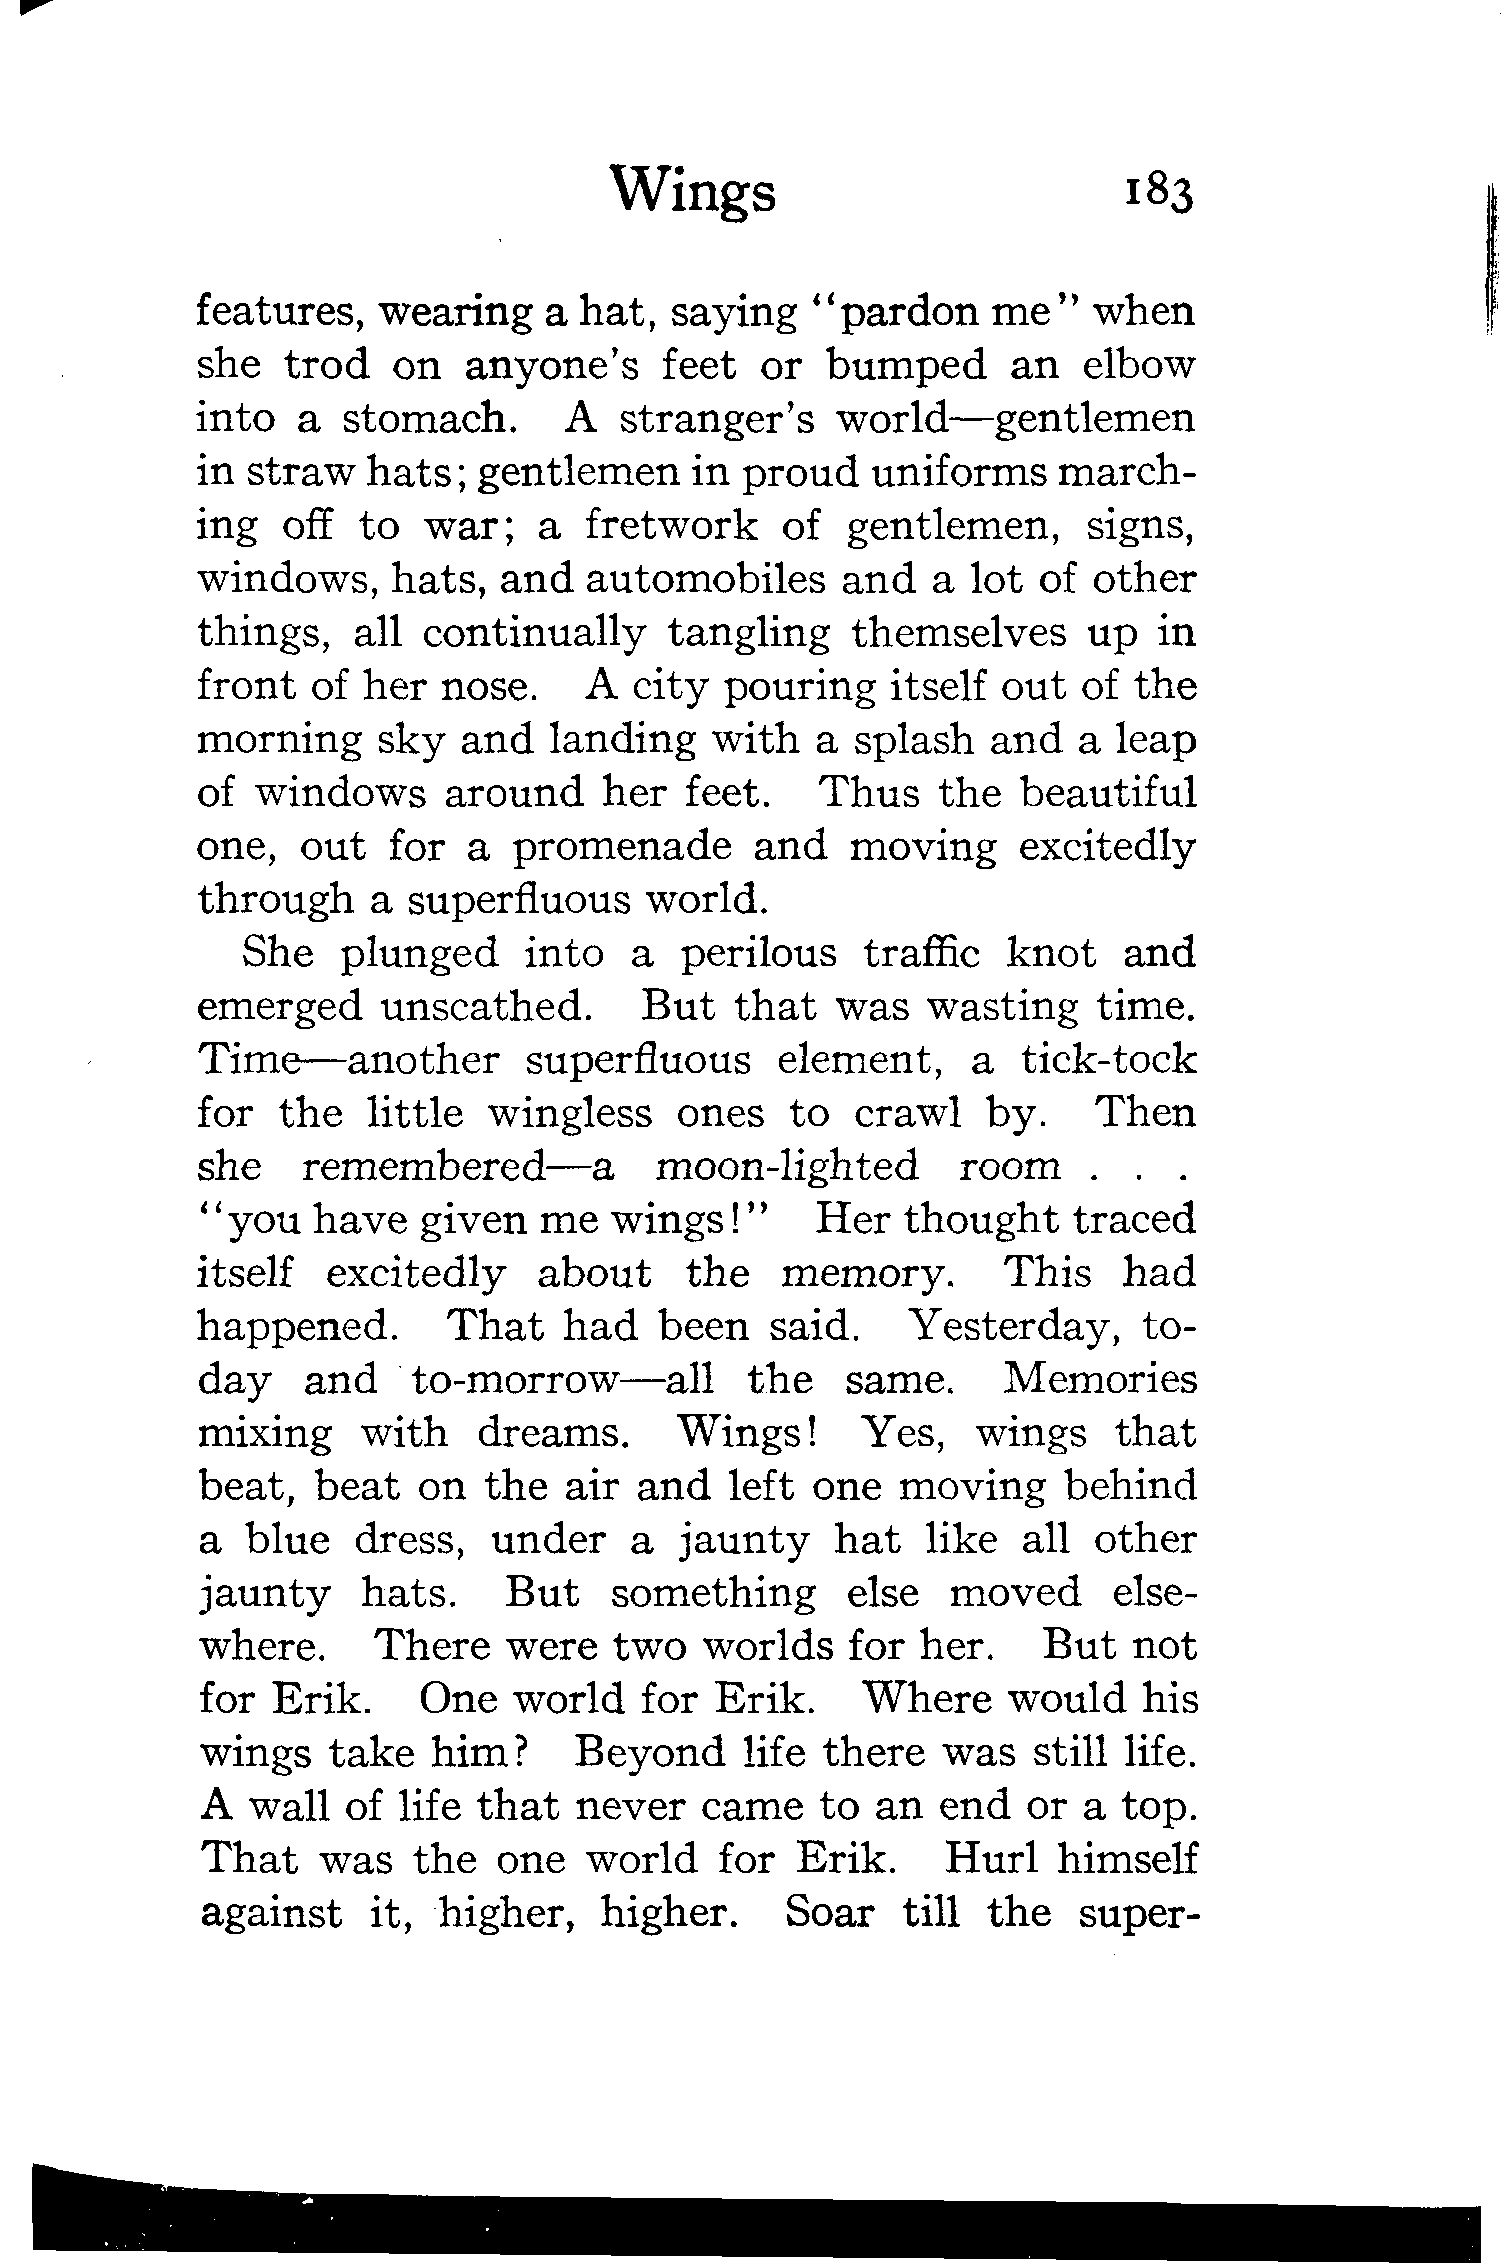 Wings 183
features, wearing a hat, saying "pardon me" when
she trod on anyone's feet or bumped an elbow
into a stomach. A stranger's world—gentlemen
in straw hats; gentlemen in proud uniforms march-
ing off to war; a fretwork of gentlemen, signs,
windows, hats, and automobiles and a lot of other
things, all continually tangling themselves up in
front of her nose. A city pouring itself out of the
morning sky and landing with a splash and a leap
of windows around her feet. Thus the beautiful
one, out for a promenade and moving excitedly
through a superfluous world.
She plunged into a perilous traffic knot and
emerged unscathed. But that was wasting time.
Time—another superfluous element, a tick-tock
for the little wingless ones to crawl by. Then
she remembered—a moon-lighted room . . .
"you have given me wings!" Her thought traced
itself excitedly about the memory. This had
happened. That had been said. Yesterday, to-
day and to-morrow—all the same. Memories
mixing with dreams. Wings! Yes, wings that
beat, beat on the air and left one moving behind
a blue dress, under a jaunty hat like all other
jaunty hats. But something else moved else-
where. There were two worlds for her. But not
for Erik. One world for Erik. Where would his
wings take him? Beyond life there was still life.
A wall of life that never came to an end or a top.
That was the one world for Erik. Hurl himself
against it, higher, higher. Soar till the super-